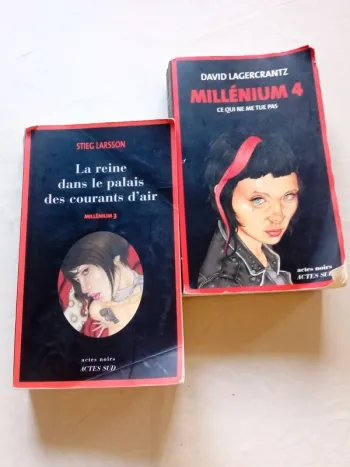 STIEG LARSSON
La reine
dans le palais
des courants d'air
MILLÉNIUM 3
actes noirs
ACTES SUD
DAVID LAGERCRANTZ
MILLÉNIUM 4
CE QUI NE ME TUE PAS
actes noirs
ACTES SUD